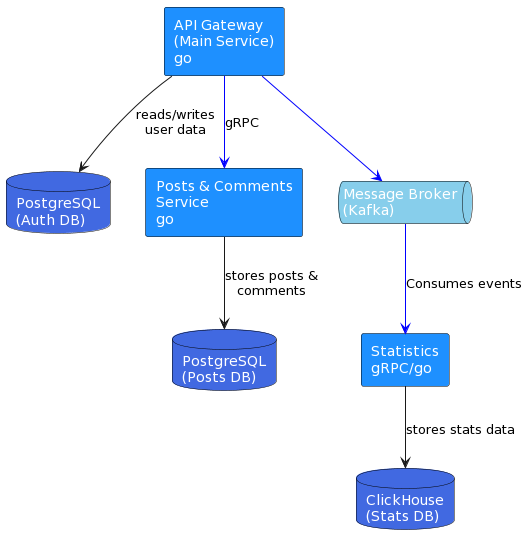 API Gateway
(Main Service)
go
reads/writes
user data
gRPC
PostgreSQL
(Auth DB)
Posts & Comments
Service
go
Message Broker
(Kafka)
stores posts &
comments
Consumes events
PostgreSQL
(Posts DB)
Statistics
gRPC/go
stores stats data
ClickHouse
(Stats DB)